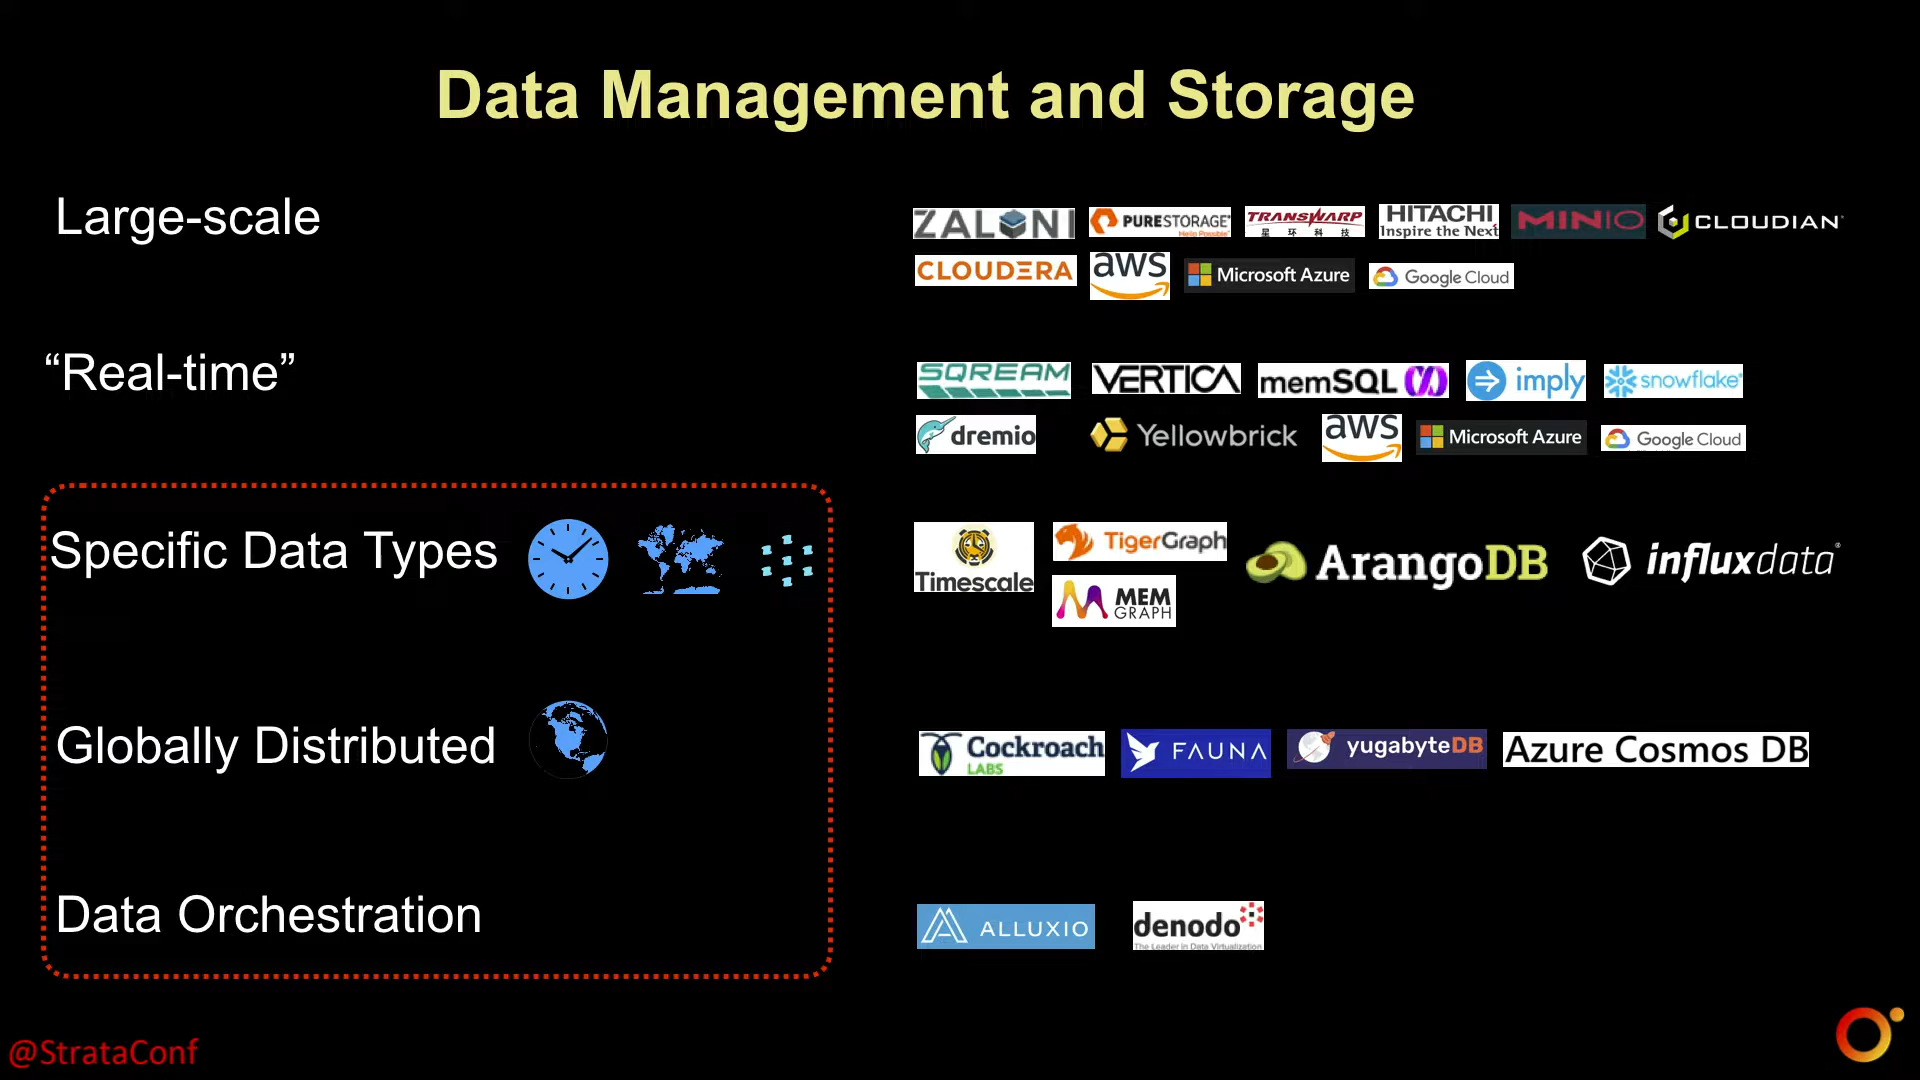 Data Management and Storage
Large-scale
ZALONI PURESTORAGE® TRANSWARP HITACHI MINIO CLOUDIAN®
Hello Possible 星环科技 Inspire the Next
CLOUDERA aws Microsoft Azure Google Cloud
“Real-time”
SQREAM VERTICA memSQL imply snowflake®
dremio Yellowbrick aws Microsoft Azure Google Cloud
Specific Data Types
Timescale TigerGraph ArangoDB influxdata®
MEM
GRAPH
Globally Distributed
Cockroach FAUNA yugabyteDB Azure Cosmos DB
LABS
Data Orchestration
ALLUXIO denodo
The Leader in Data Virtualization
@StrataConf